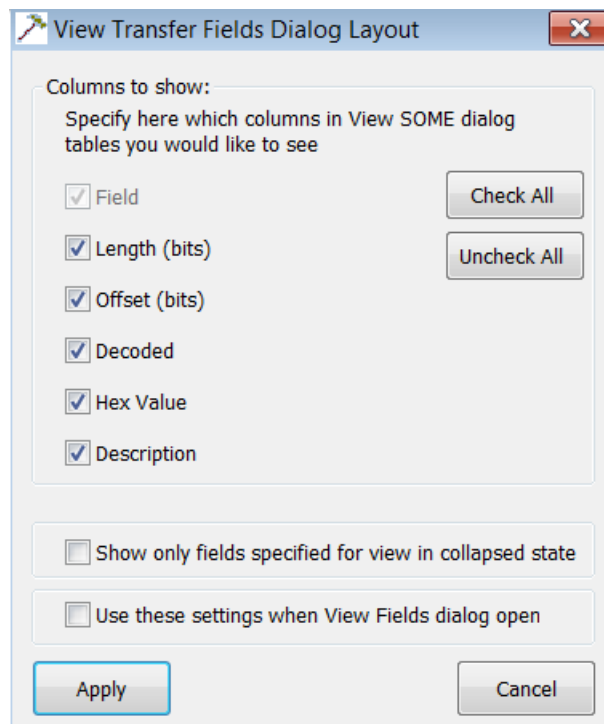 View Transfer Fields Dialog Layout
Columns to show:
Specify here which columns in View SOME dialog
tables you would like to see
Field
Check All
Length (bits)
Uncheck All
Offset (bits)
Decoded
Hex Value
Description
Show only fields specified for view in collapsed state
Use these settings when View Fields dialog open
Apply
Cancel